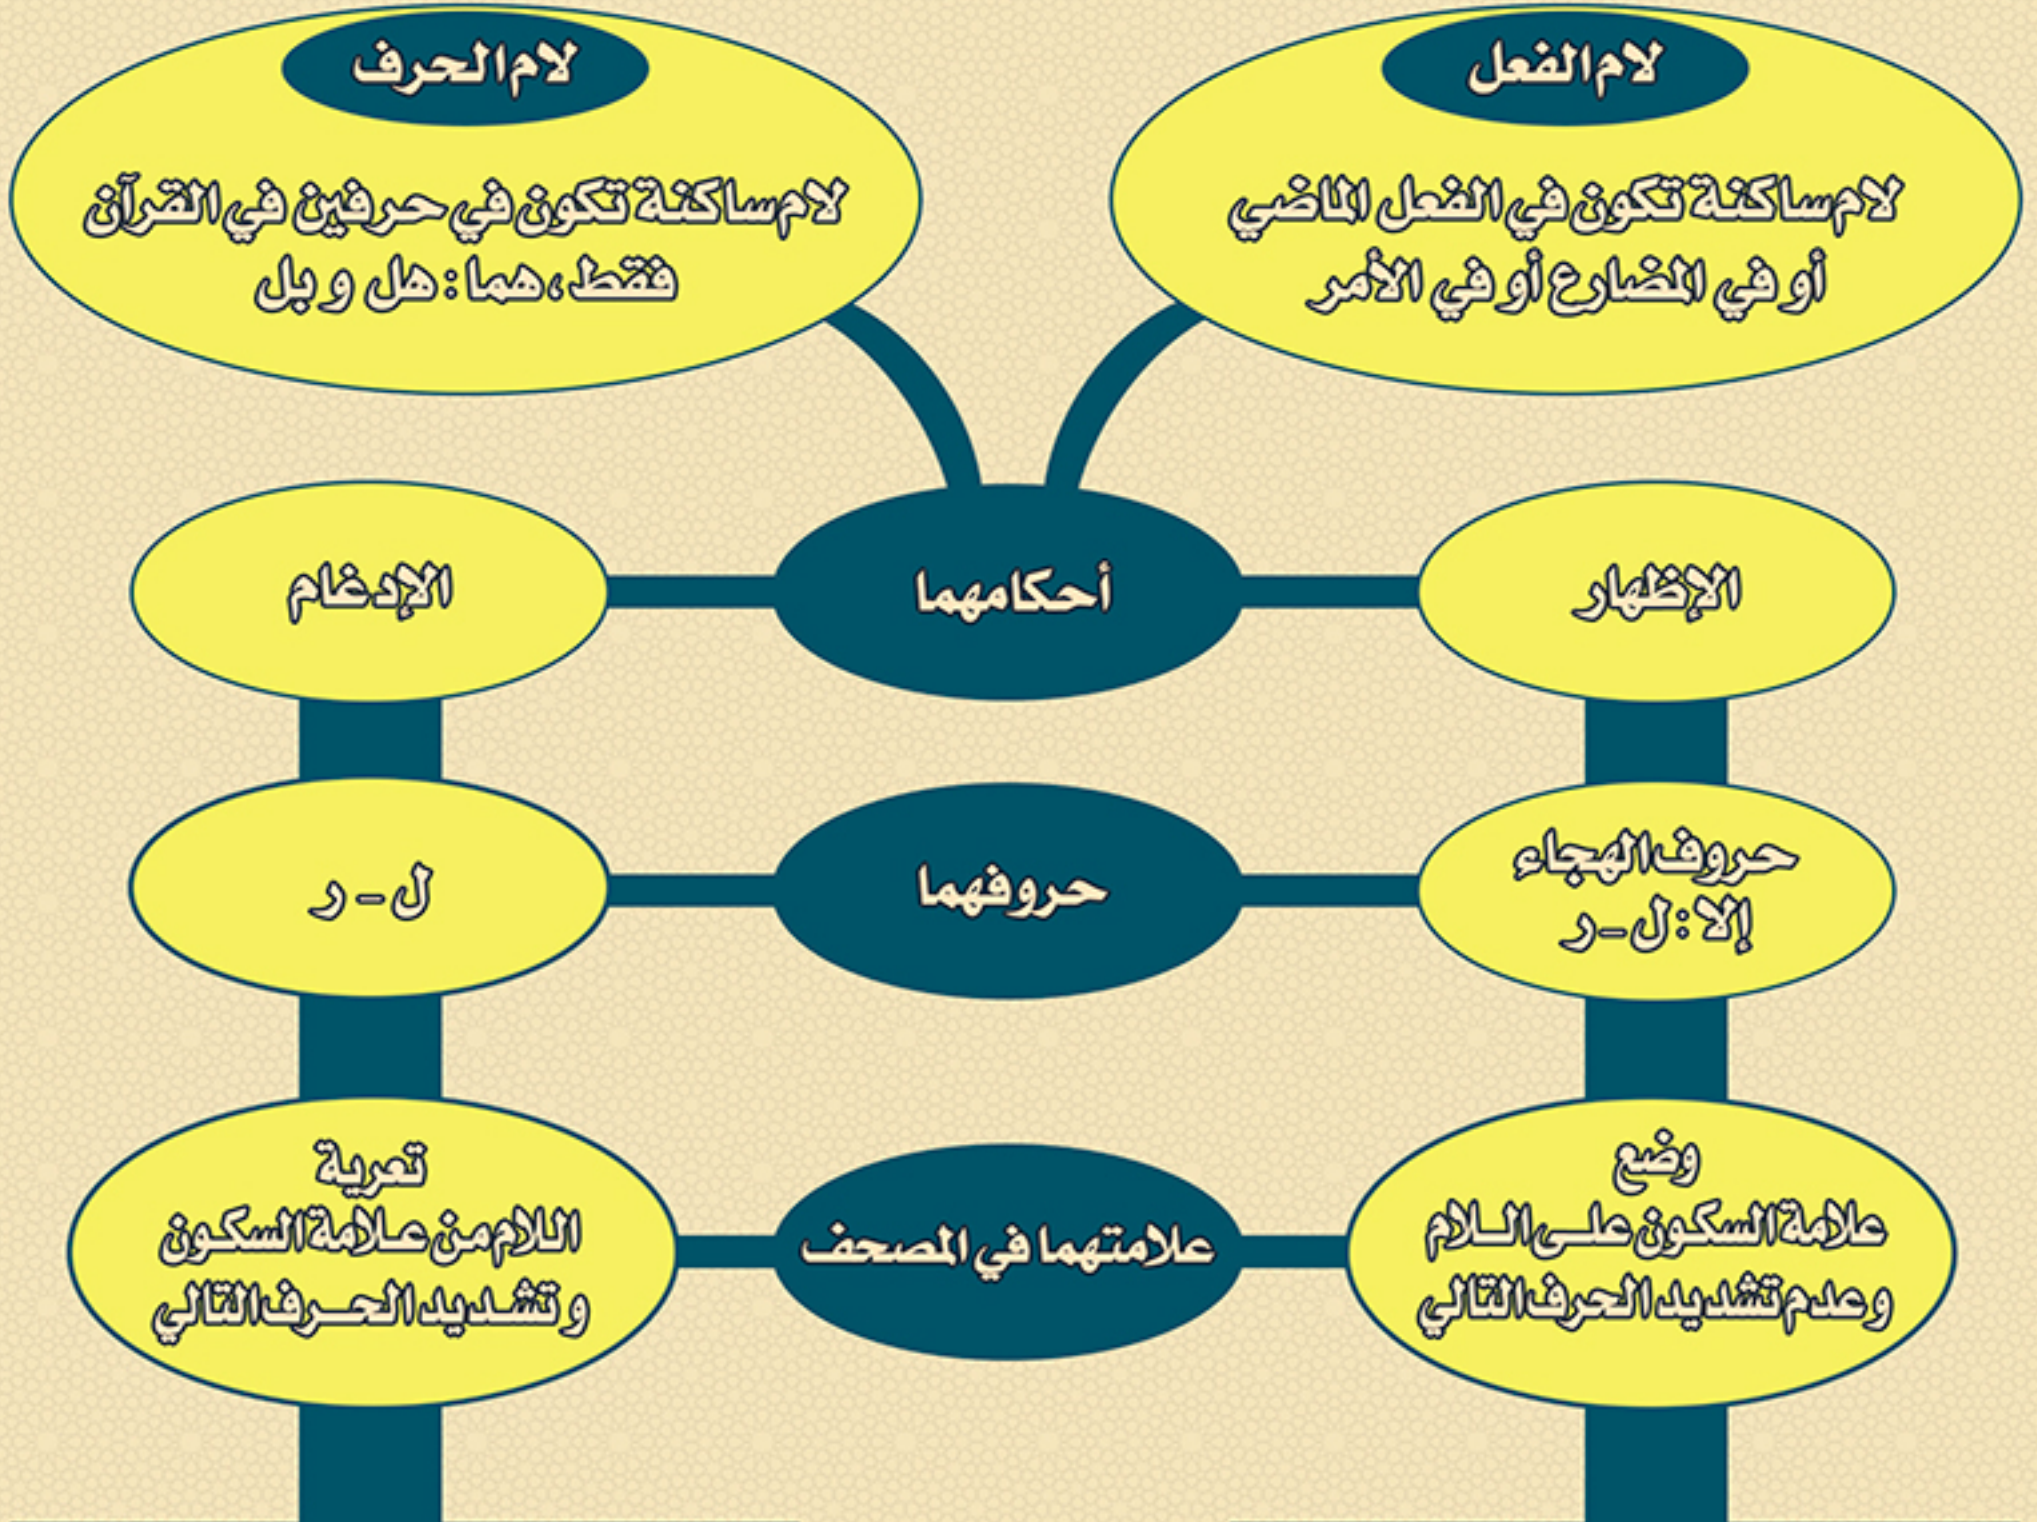 لام الفعل
لام ساكنة تكون في الفعل الماضي
أو في المضارع أو في الأمر
لام الحرف
لام ساكنة تكون في حرفين في القرآن
فقط، هما: هل و بل
أحكامهما
الإظهار
الإدغام
حروفهما
حروف الهجاء
إلا: ل - ر
ل - ر
علامتهما في المصحف
وضع
علامة السكون على اللام
وعدم تشديد الحرف التالي
تعرية
اللام من علامة السكون
و تشديد الحرف التالي